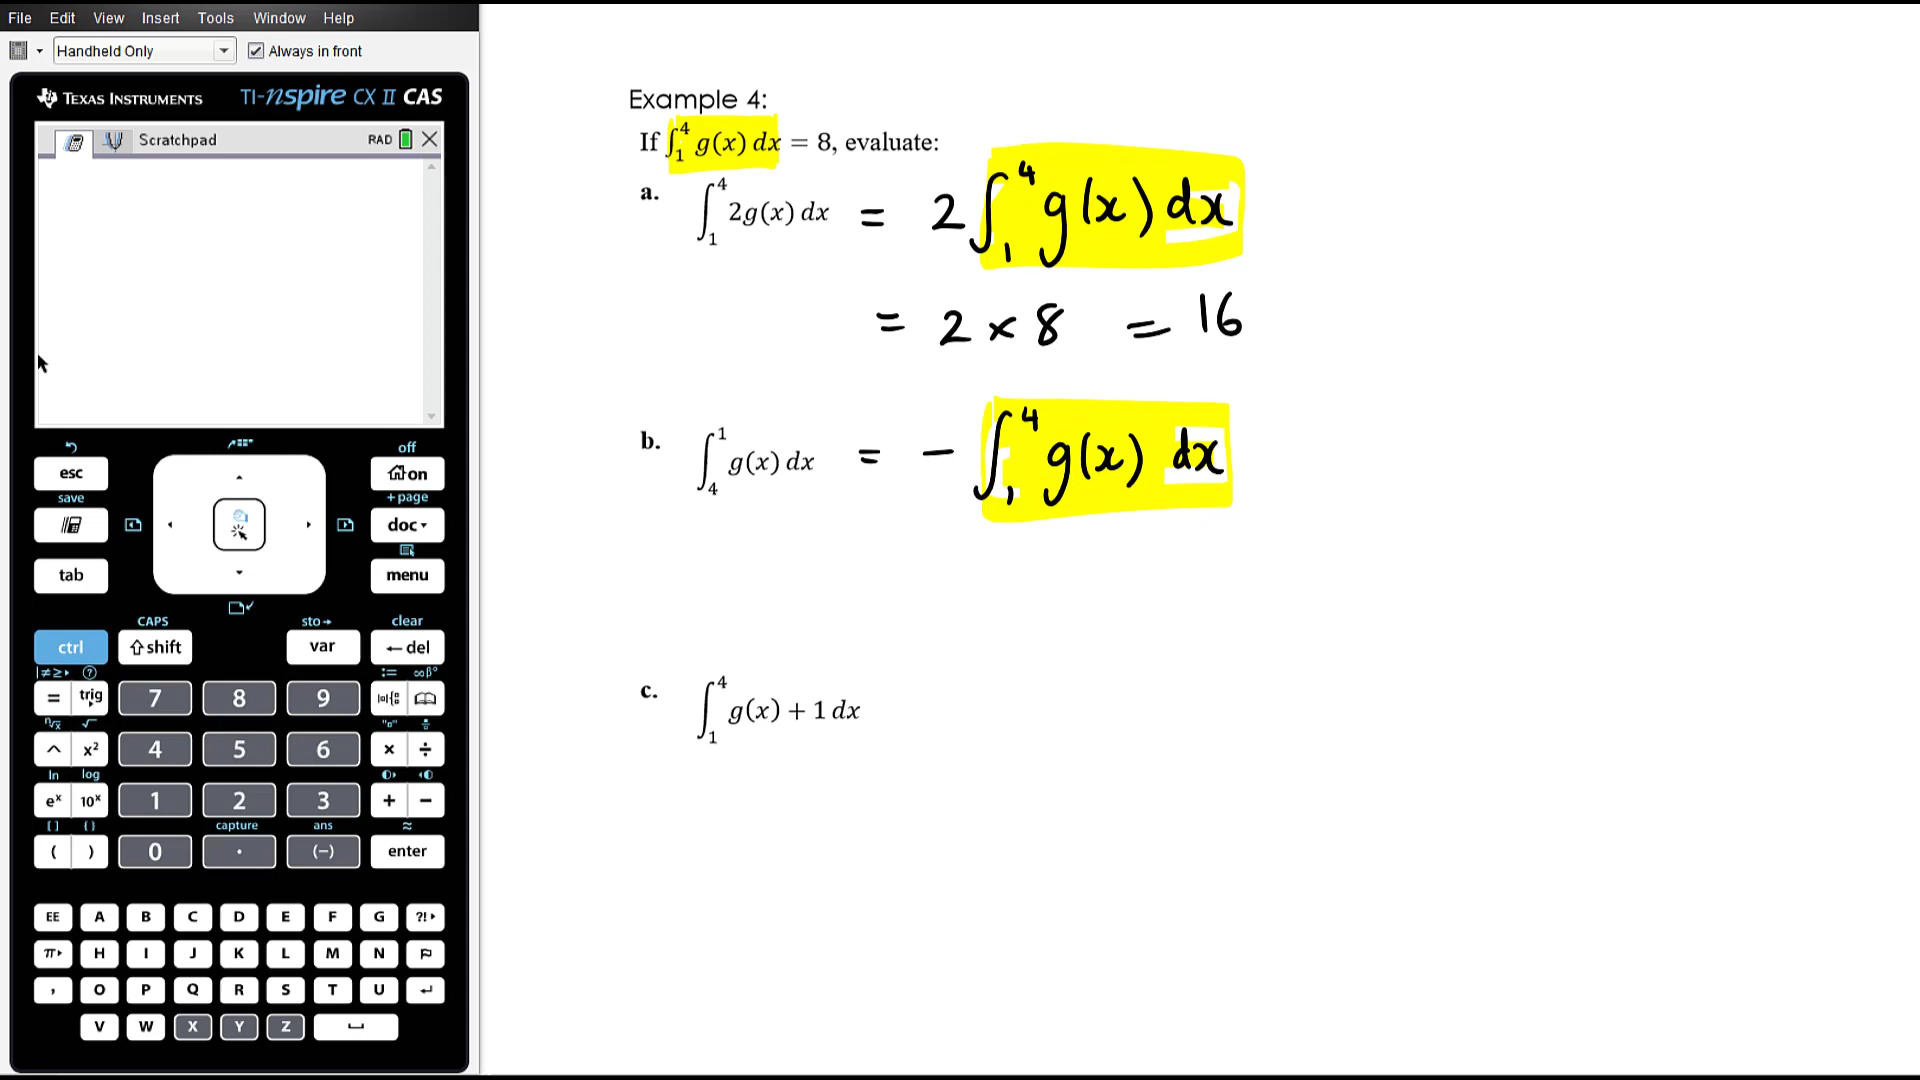 File Edit View Insert Tools Window Help
Handheld Only Always in front
TEXAS INSTRUMENTS TI-nspire CX II CAS
Scratchpad RAD
esc off on
save + page
doc
tab menu
CAPS sto→ clear
ctrl shift var ← del
|≠≥▸ ? := ∞β°
= trig 7 8 9 |□|{
ⁿ√x √ "□"
^ x² 4 5 6 × ÷
ln log
eˣ 10ˣ 1 2 3 + −
[ ] { } capture ans ≈
( ) 0 . (−) enter
EE A B C D E F G ?!▸
π▸ H I J K L M N
, O P Q R S T U ↵
V W X Y Z
Example 4:
If ∫₁⁴ g(x) dx = 8, evaluate:
a. ∫₁⁴ 2g(x) dx = 2 ∫₁⁴ g(x) dx
= 2 × 8 = 16
b. ∫₄¹ g(x) dx = − ∫₁⁴ g(x) dx
c. ∫₁⁴ g(x) + 1 dx